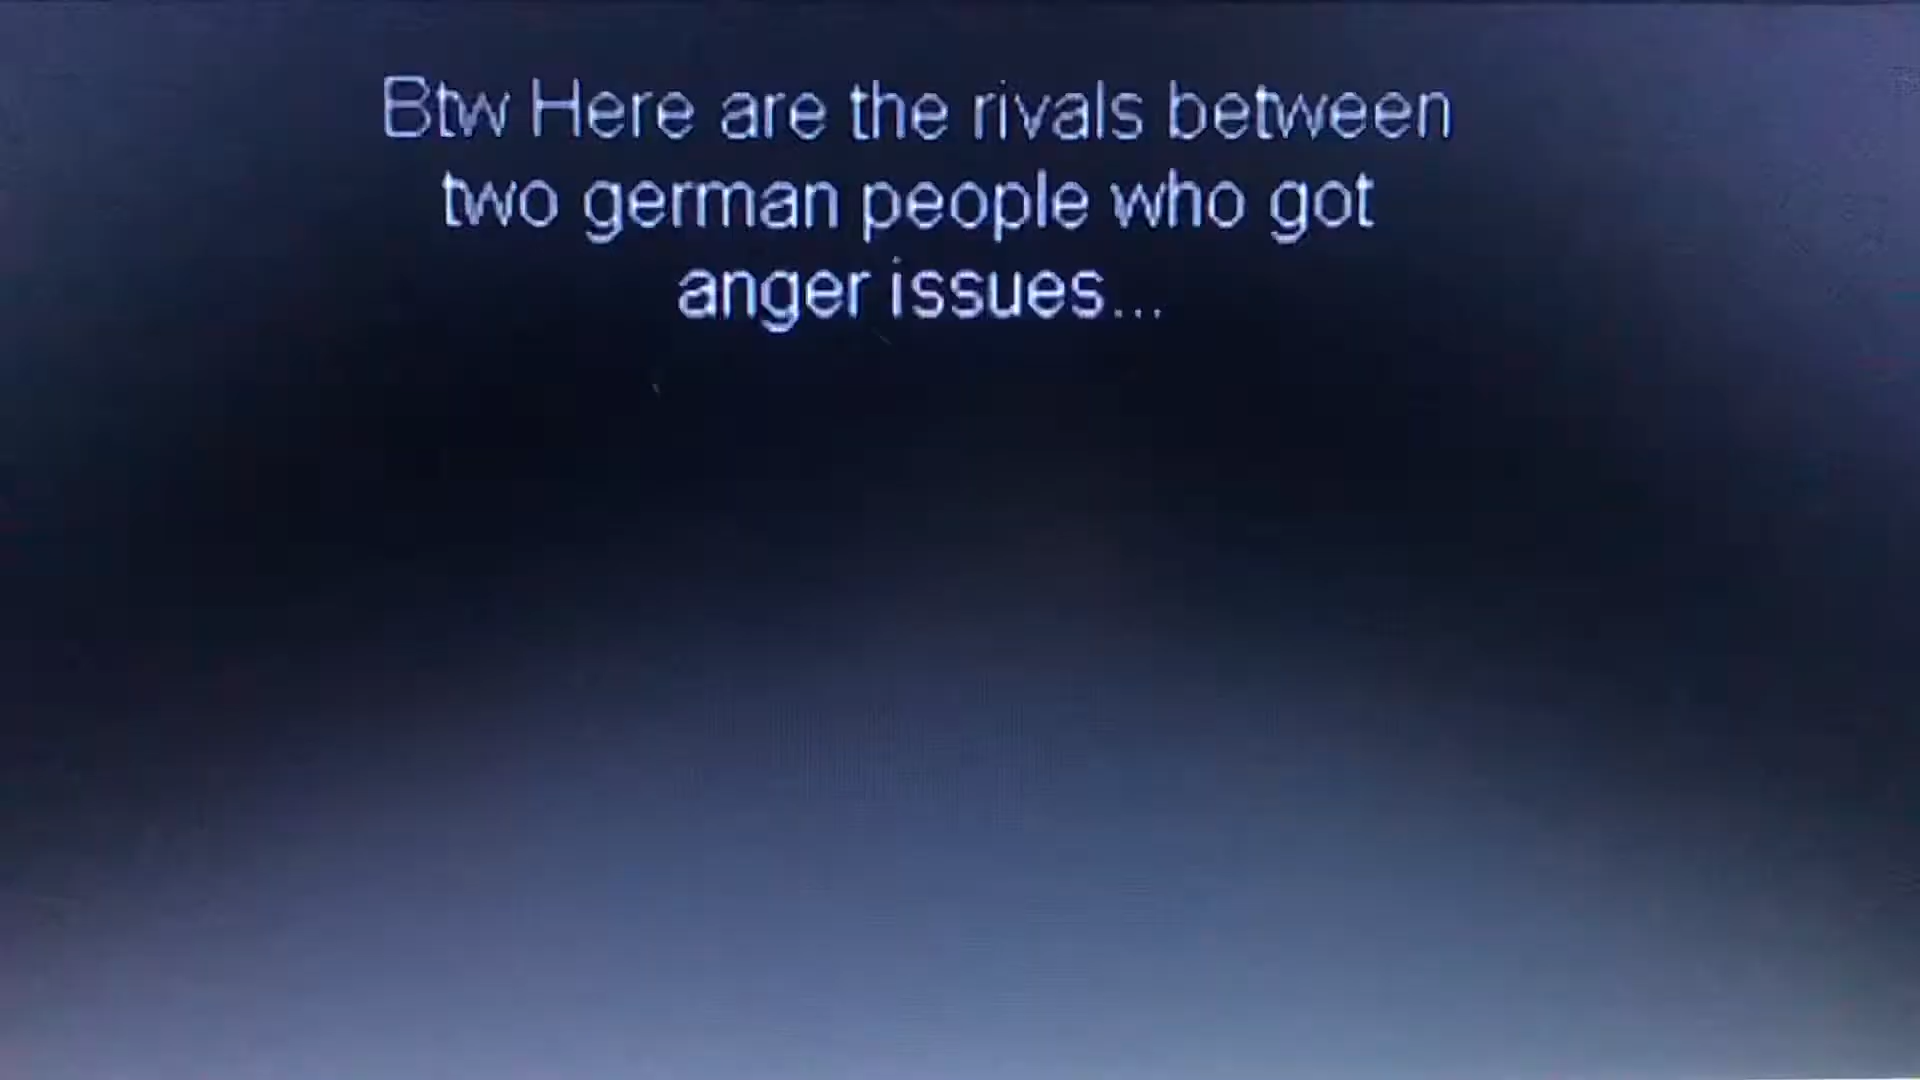 Btw Here are the rivals between
two german people who got
anger issues...